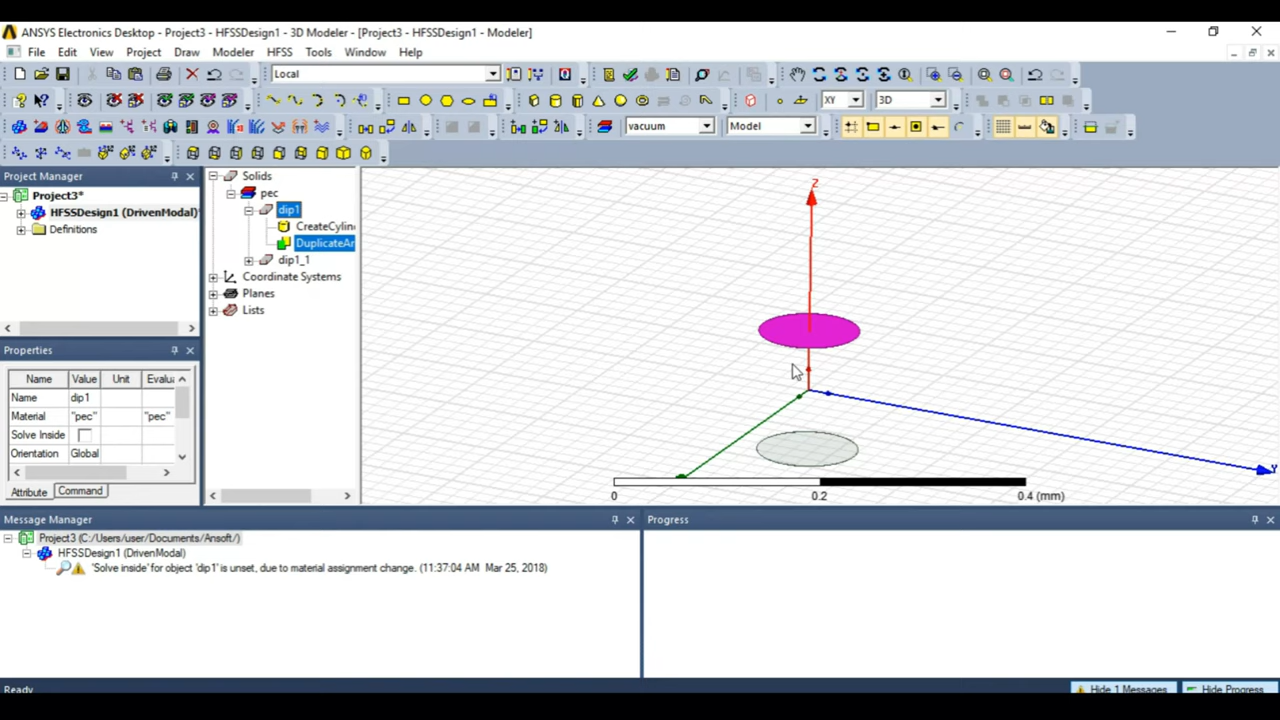 ANSYS Electronics Desktop - Project3 - HFSSDesign1 - 3D Modeler - [Project3 - HFSSDesign1 - Modeler]
File Edit View Project Draw Modeler HFSS Tools Window Help
Local
XY 3D
vacuum Model
Project Manager
Project3*
HFSSDesign1 (DrivenModal)*
Definitions
Solids
pec
dip1
CreateCylin
DuplicateAr
dip1_1
Coordinate Systems
Planes
Lists
Properties
Name Value Unit Evalua
Name dip1
Material "pec" "pec"
Solve Inside
Orientation Global
Attribute Command
Z
Y
0 0.2 0.4 (mm)
Message Manager
Project3 (C:/Users/user/Documents/Ansoft/)
HFSSDesign1 (DrivenModal)
'Solve inside' for object 'dip1' is unset, due to material assignment change. (11:37:04 AM Mar 25, 2018)
Progress
Ready
Hide 1 Messages Hide Progress